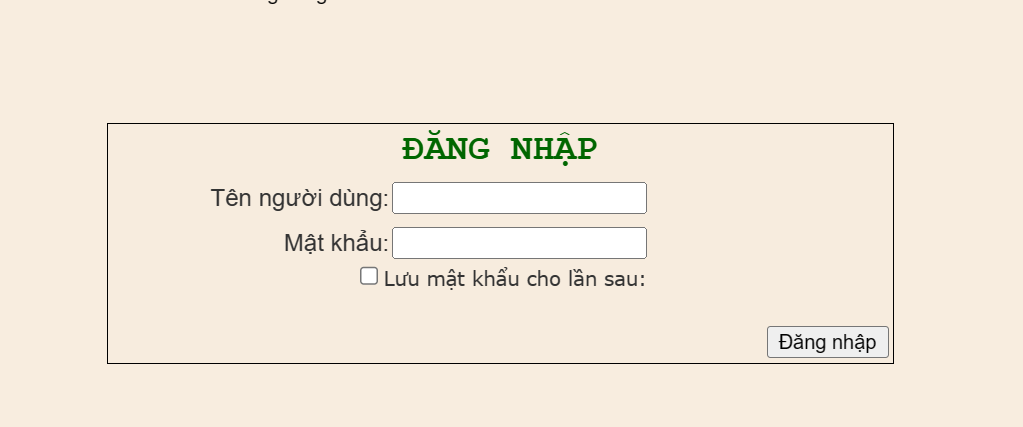 ĐĂNG NHẬP
Tên người dùng:
Mật khẩu:
Lưu mật khẩu cho lần sau:
Đăng nhập